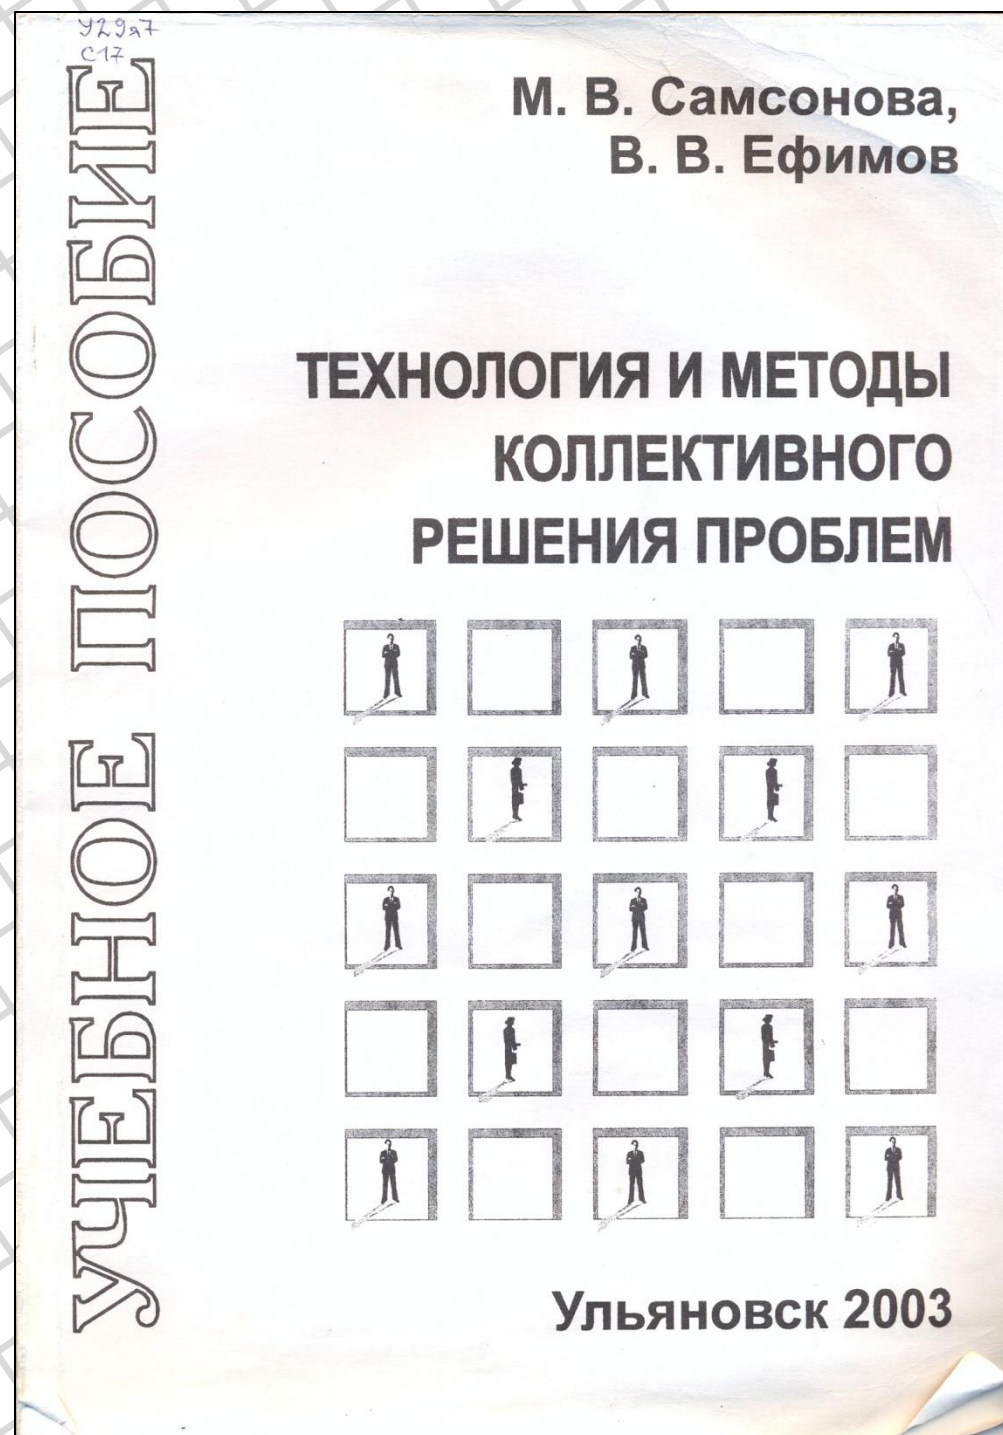 У29я7
С17
М. В. Самсонова,
В. В. Ефимов
УЧЕБНОЕ ПОСОБИЕ
ТЕХНОЛОГИЯ И МЕТОДЫ
КОЛЛЕКТИВНОГО
РЕШЕНИЯ ПРОБЛЕМ
Ульяновск 2003